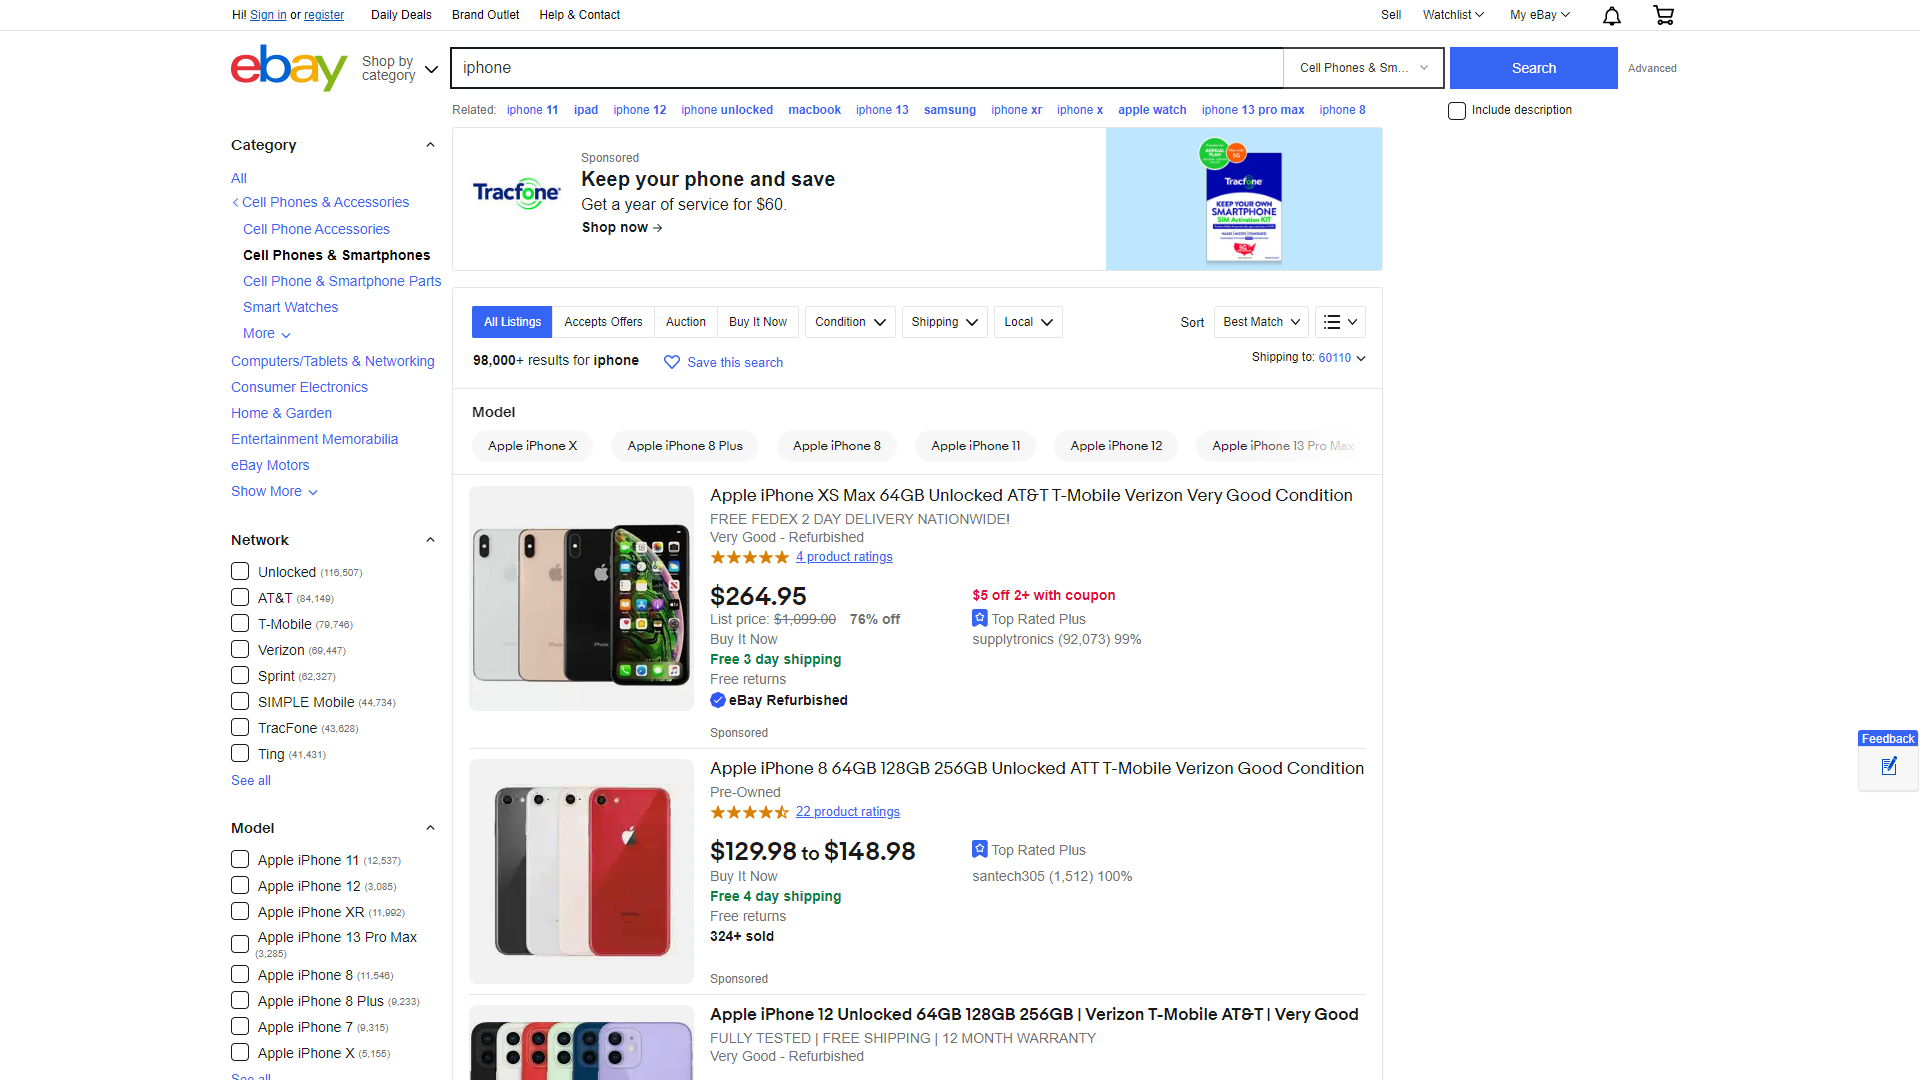 Hi! Sign in or register
Daily Deals
Brand Outlet
Help & Contact
Sell
Watchlist
My eBay
ebay
Shop by category
iphone
Cell Phones & Sm...
Search
Advanced
Related: iphone 11 ipad iphone 12 iphone unlocked macbook iphone 13 samsung iphone xr iphone x apple watch iphone 13 pro max iphone 8
Include description
Category
All
Cell Phones & Accessories
Cell Phone Accessories
Cell Phones & Smartphones
Cell Phone & Smartphone Parts
Smart Watches
More
Computers/Tablets & Networking
Consumer Electronics
Home & Garden
Entertainment Memorabilia
eBay Motors
Show More
Network
Unlocked (116,507)
AT&T (84,149)
T-Mobile (79,746)
Verizon (69,447)
Sprint (62,327)
SIMPLE Mobile (44,734)
TracFone (43,628)
Ting (41,431)
See all
Model
Apple iPhone 11 (12,537)
Apple iPhone 12 (3,085)
Apple iPhone XR (11,992)
Apple iPhone 13 Pro Max (3,285)
Apple iPhone 8 (11,546)
Apple iPhone 8 Plus (9,233)
Apple iPhone 7 (9,315)
Apple iPhone X (5,155)
See all
Tracfone
Sponsored
Keep your phone and save
Get a year of service for $60.
Shop now →
ANNUAL PLAN
5G
Tracfone
KEEP YOUR OWN
SMARTPHONE
SIM Activation KIT
All Listings
Accepts Offers
Auction
Buy It Now
Condition
Shipping
Local
Sort
Best Match
98,000+ results for iphone
Save this search
Shipping to: 60110
Model
Apple iPhone X
Apple iPhone 8 Plus
Apple iPhone 8
Apple iPhone 11
Apple iPhone 12
Apple iPhone 13 Pro Max
Apple iPhone XS Max 64GB Unlocked AT&T T-Mobile Verizon Very Good Condition
FREE FEDEX 2 DAY DELIVERY NATIONWIDE!
Very Good - Refurbished
4 product ratings
$264.95
List price: $1,099.00 76% off
Buy It Now
Free 3 day shipping
Free returns
eBay Refurbished
$5 off 2+ with coupon
Top Rated Plus
supplytronics (92,073) 99%
Sponsored
Apple iPhone 8 64GB 128GB 256GB Unlocked ATT T-Mobile Verizon Good Condition
Pre-Owned
22 product ratings
$129.98 to $148.98
Buy It Now
Free 4 day shipping
Free returns
324+ sold
Top Rated Plus
santech305 (1,512) 100%
Sponsored
Apple iPhone 12 Unlocked 64GB 128GB 256GB | Verizon T-Mobile AT&T | Very Good
FULLY TESTED | FREE SHIPPING | 12 MONTH WARRANTY
Very Good - Refurbished
Feedback